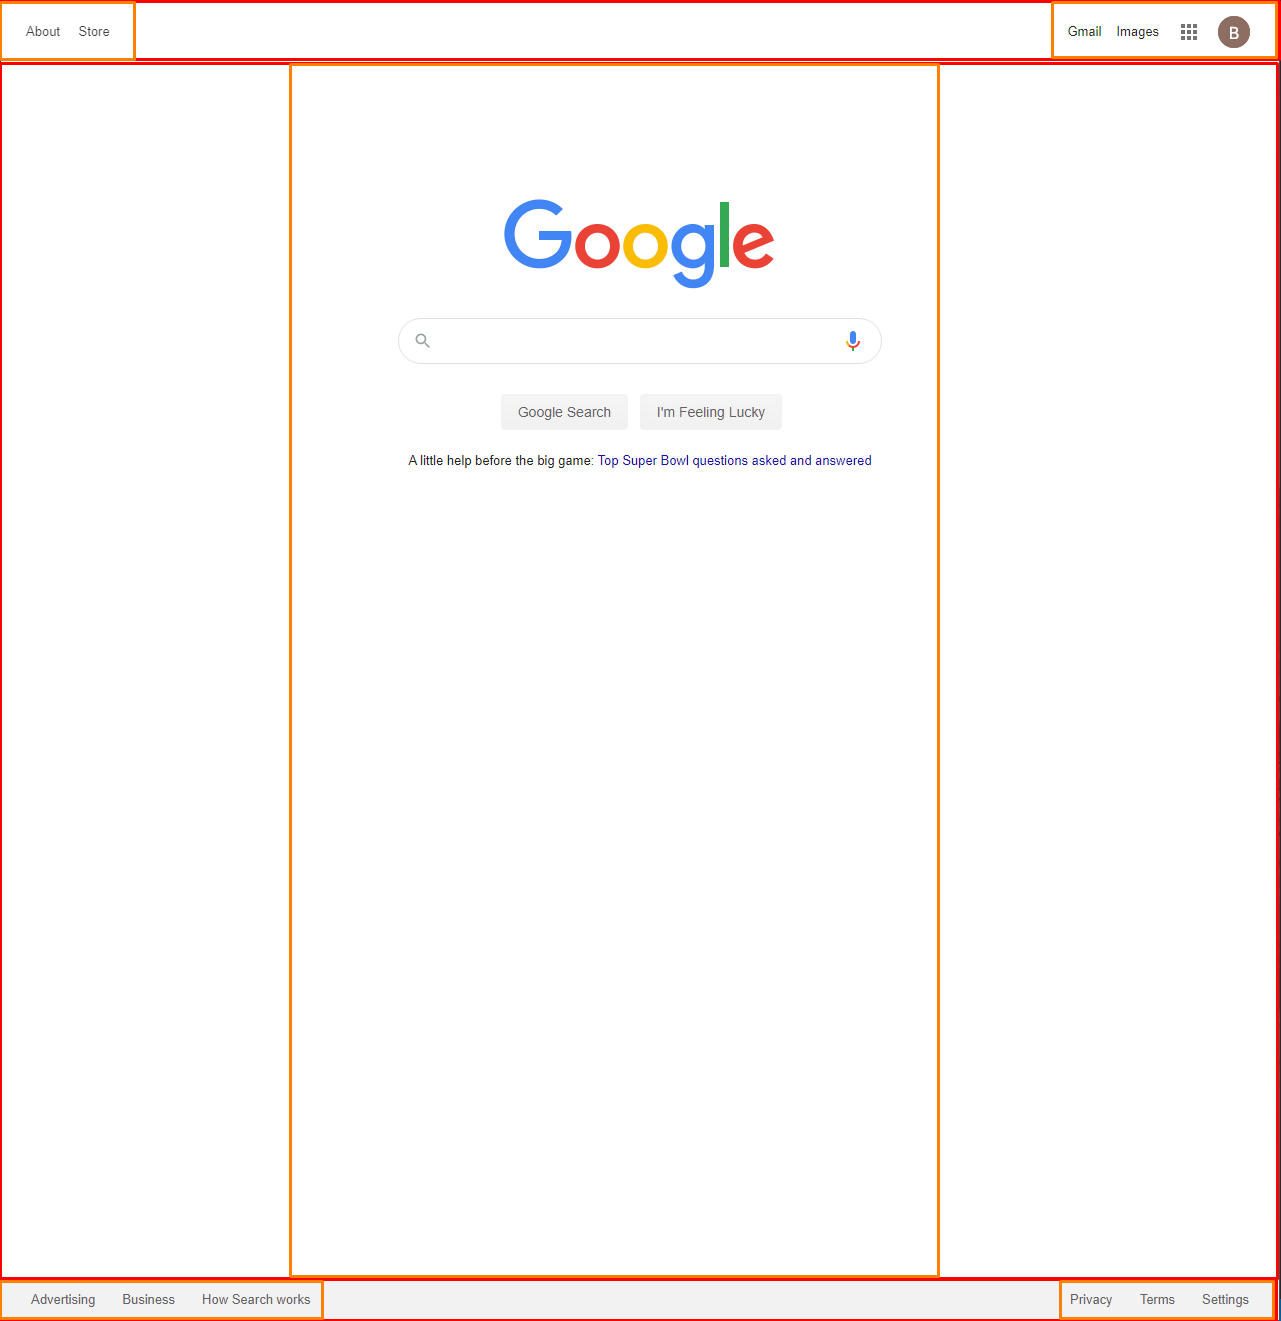 About Store Gmail Images B
Google
Google Search I'm Feeling Lucky
A little help before the big game: Top Super Bowl questions asked and answered
Advertising Business How Search works Privacy Terms Settings